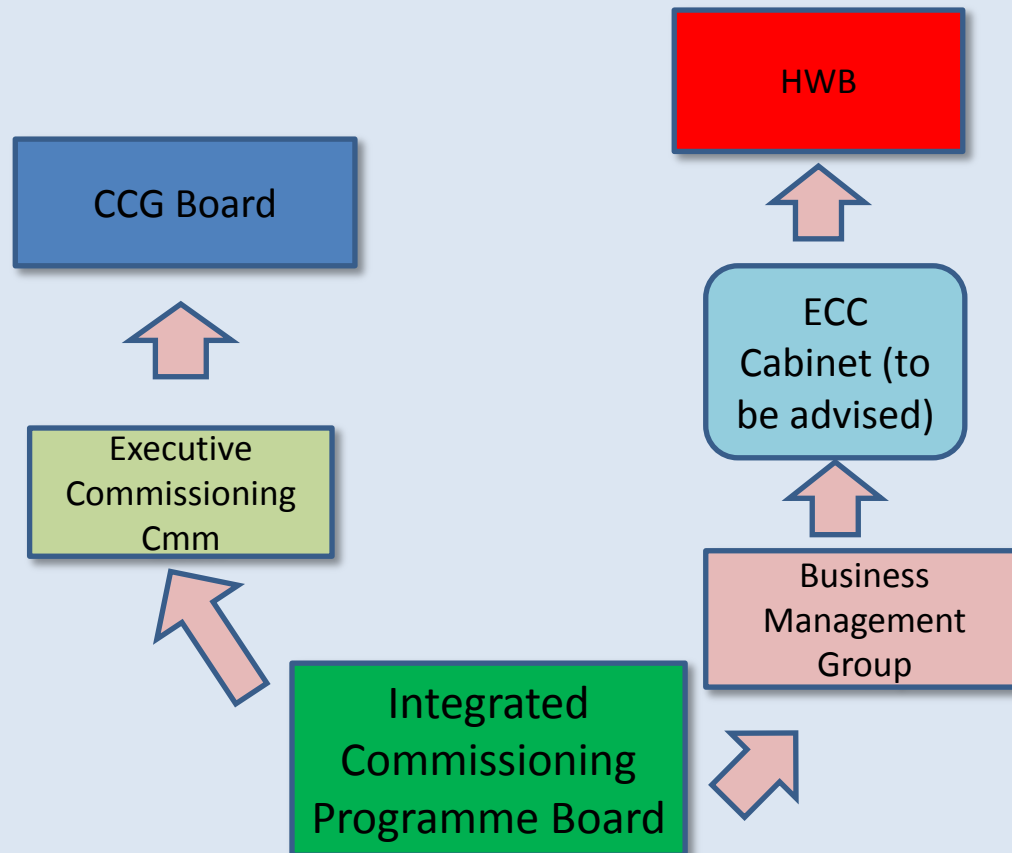 HWB
CCG Board
ECC
Cabinet (to
be advised)
Executive
Commissioning
Cmm
Business
Management
Group
Integrated
Commissioning
Programme Board